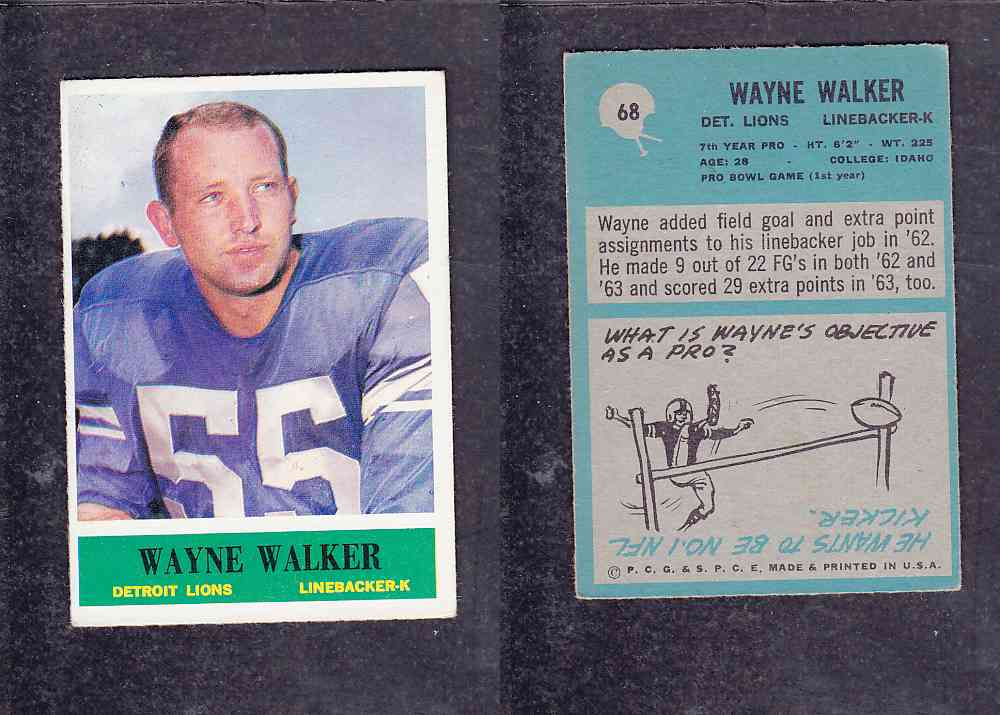 55
WAYNE WALKER
DETROIT LIONS LINEBACKER-K
68
WAYNE WALKER
DET. LIONS LINEBACKER-K
7th YEAR PRO - HT. 6'2" - WT. 225
AGE: 28 - COLLEGE: IDAHO
PRO BOWL GAME (1st year)
Wayne added field goal and extra point
assignments to his linebacker job in '62.
He made 9 out of 22 FG's in both '62 and
'63 and scored 29 extra points in '63, too.
WHAT IS WAYNE'S OBJECTIVE
AS A PRO?
HE WANTS TO BE NO. 1 NFL
KICKER.
© P. C. G. & S. P. C. E, MADE & PRINTED IN U.S.A.